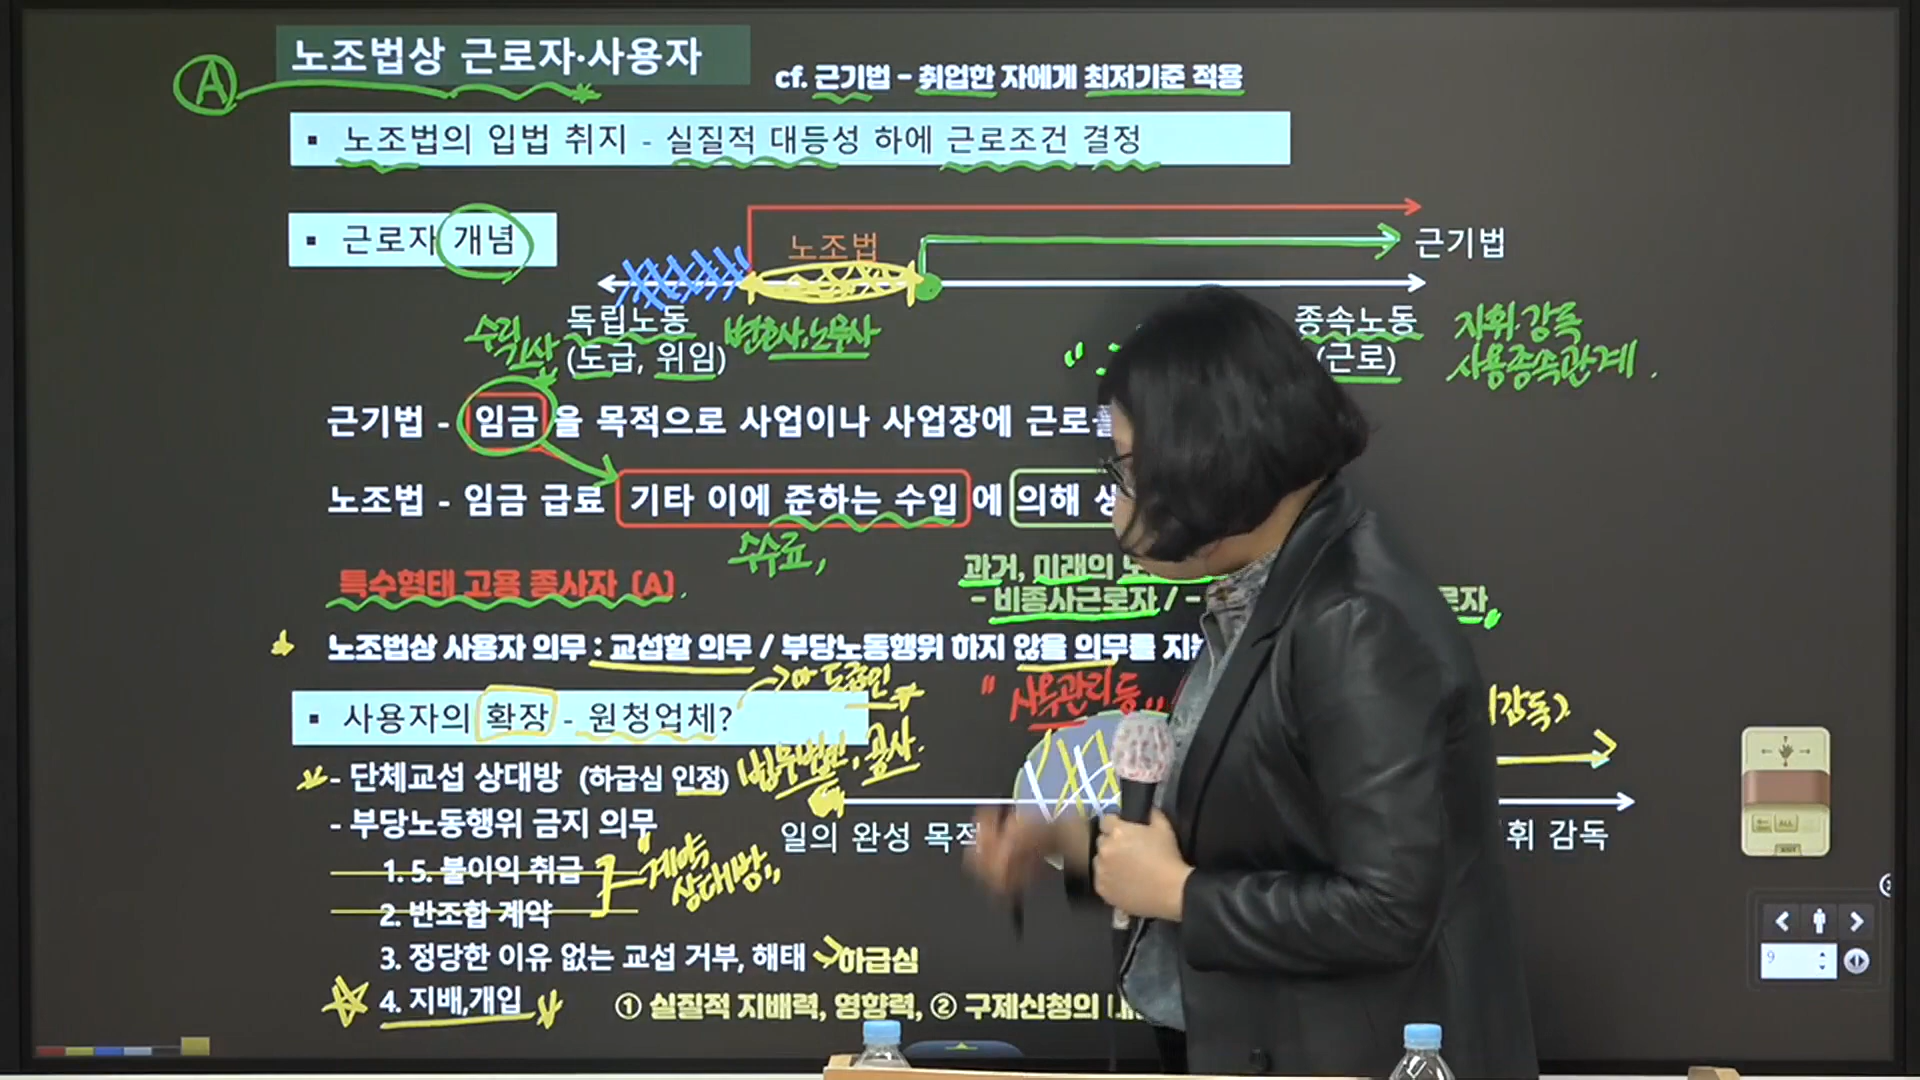 Ⓐ 노조법상 근로자·사용자
cf. 근기법 - 취업한 자에게 최저기준 적용
▪ 노조법의 입법 취지 - 실질적 대등성 하에 근로조건 결정
▪ 근로자 개념
노조법
근기법
독립노동
(도급, 위임)
변호사, 노무사
종속노동
(근로)
지휘·감독
사용종속관계.
근기법 - 임금을 목적으로 사업이나 사업장에 근로를
노조법 - 임금 급료 기타 이에 준하는 수입에 의해
수수료,
특수형태 고용 종사자 (A)
과거, 미래의
- 비종사근로자 / -
로자
노조법상 사용자 의무 : 교섭할 의무 / 부당노동행위 하지 않을 의무를
도급인
▪ 사용자의 확장 - 원청업체?
"사용관리 등"
감독)
- 단체교섭 상대방 (하급심 인정)
- 부당노동행위 금지 의무
일의 완성 목적
휘 감독
1. 5. 불이익 취급
2. 반조합 계약
"계약
상대방"
3. 정당한 이유 없는 교섭 거부, 해태
하급심
4. 지배,개입
① 실질적 지배력, 영향력, ② 구제신청의
9